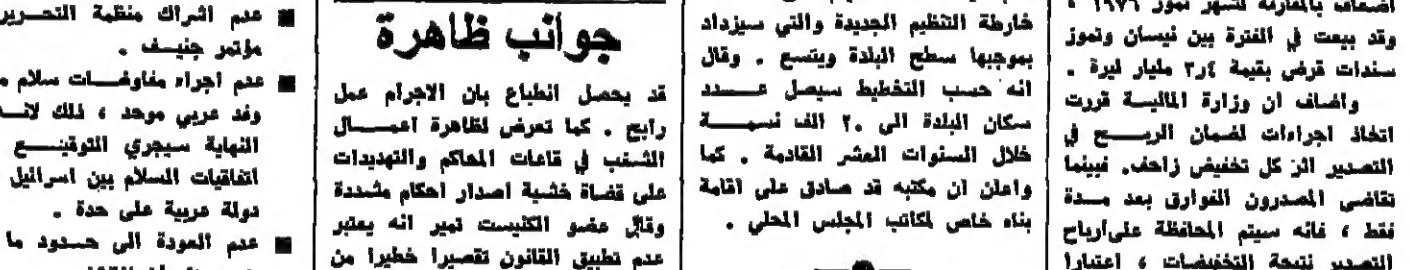 اضعاف بالمقارنة لشهر تموز ١٩٧٦ ،
وقد بيعت في الفترة بين نيسان وتموز
سندات قرض بقيمة ٣ر٤ مليار ليرة .
واضاف ان وزارة المالية قررت
اتخاذ اجراءات لضمان الربح في
التصدير اثر كل تخفيض زاحف. فبينما
تقاضى المصدرون الفوارق بعد مدة
فقط ، فانه سيتم المحافظة على أرباح
التصدير نتيجة التخفيضات ، اعتبارا
خارطة التنظيم الجديدة والتي سيزداد
بموجبها سطح البلدة ويتسع . وقال
انه حسب التخطيط سيصل عدد
سكان البلدة الى ٢٠ الف نسمة
خلال السنوات العشر القادمة . كما
واعلن ان مكتبه قد صادق على اقامة
بناء خاص لمكاتب المجلس المحلي .
جوانب ظاهرة
قد يحصل انطباع بان الاجرام عمل
رابح . كما تعرض لظاهرة اعمال
الشغب في قاعات المحاكم والتهديدات
على قضاة خشية اصدار احكام مشددة
وقال عضو الكنيست تمير انه يعتبر
عدم تطبيق القانون تقصيرا خطيرا من
عدم اشراك منظمة التحرير
مؤتمر جنيف .
عدم اجراء مفاوضات سلام
وفد عربي موحد ، ذلك لانه
النهاية سيجري التوقيع
اتفاقيات السلام بين اسرائيل
دولة عربية على حدة .
عدم العودة الى حدود ما